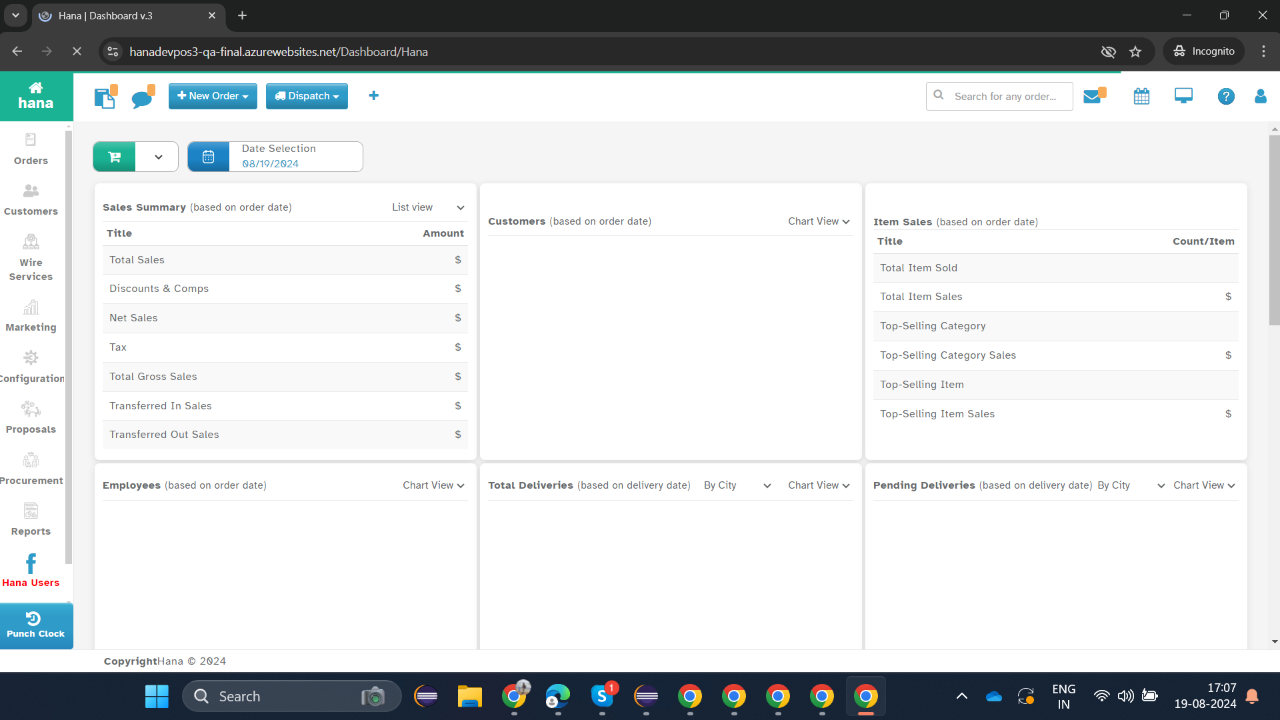 Hana | Dashboard v.3
hanadevpos3-qa-final.azurewebsites.net/Dashboard/Hana
Incognito
hana
New Order
Dispatch
Search for any order...
Orders
Customers
Wire
Services
Marketing
Configuration
Proposals
Procurement
Reports
Hana Users
Punch Clock
Date Selection
08/19/2024
Sales Summary (based on order date) List view
Title Amount
Total Sales $
Discounts & Comps $
Net Sales $
Tax $
Total Gross Sales $
Transferred In Sales $
Transferred Out Sales $
Customers (based on order date) Chart View
Item Sales (based on order date)
Title Count/Item
Total Item Sold
Total Item Sales $
Top-Selling Category
Top-Selling Category Sales $
Top-Selling Item
Top-Selling Item Sales $
Employees (based on order date) Chart View
Total Deliveries (based on delivery date) By City Chart View
Pending Deliveries (based on delivery date) By City Chart View
CopyrightHana © 2024
Search
1
ENG
IN
17:07
19-08-2024